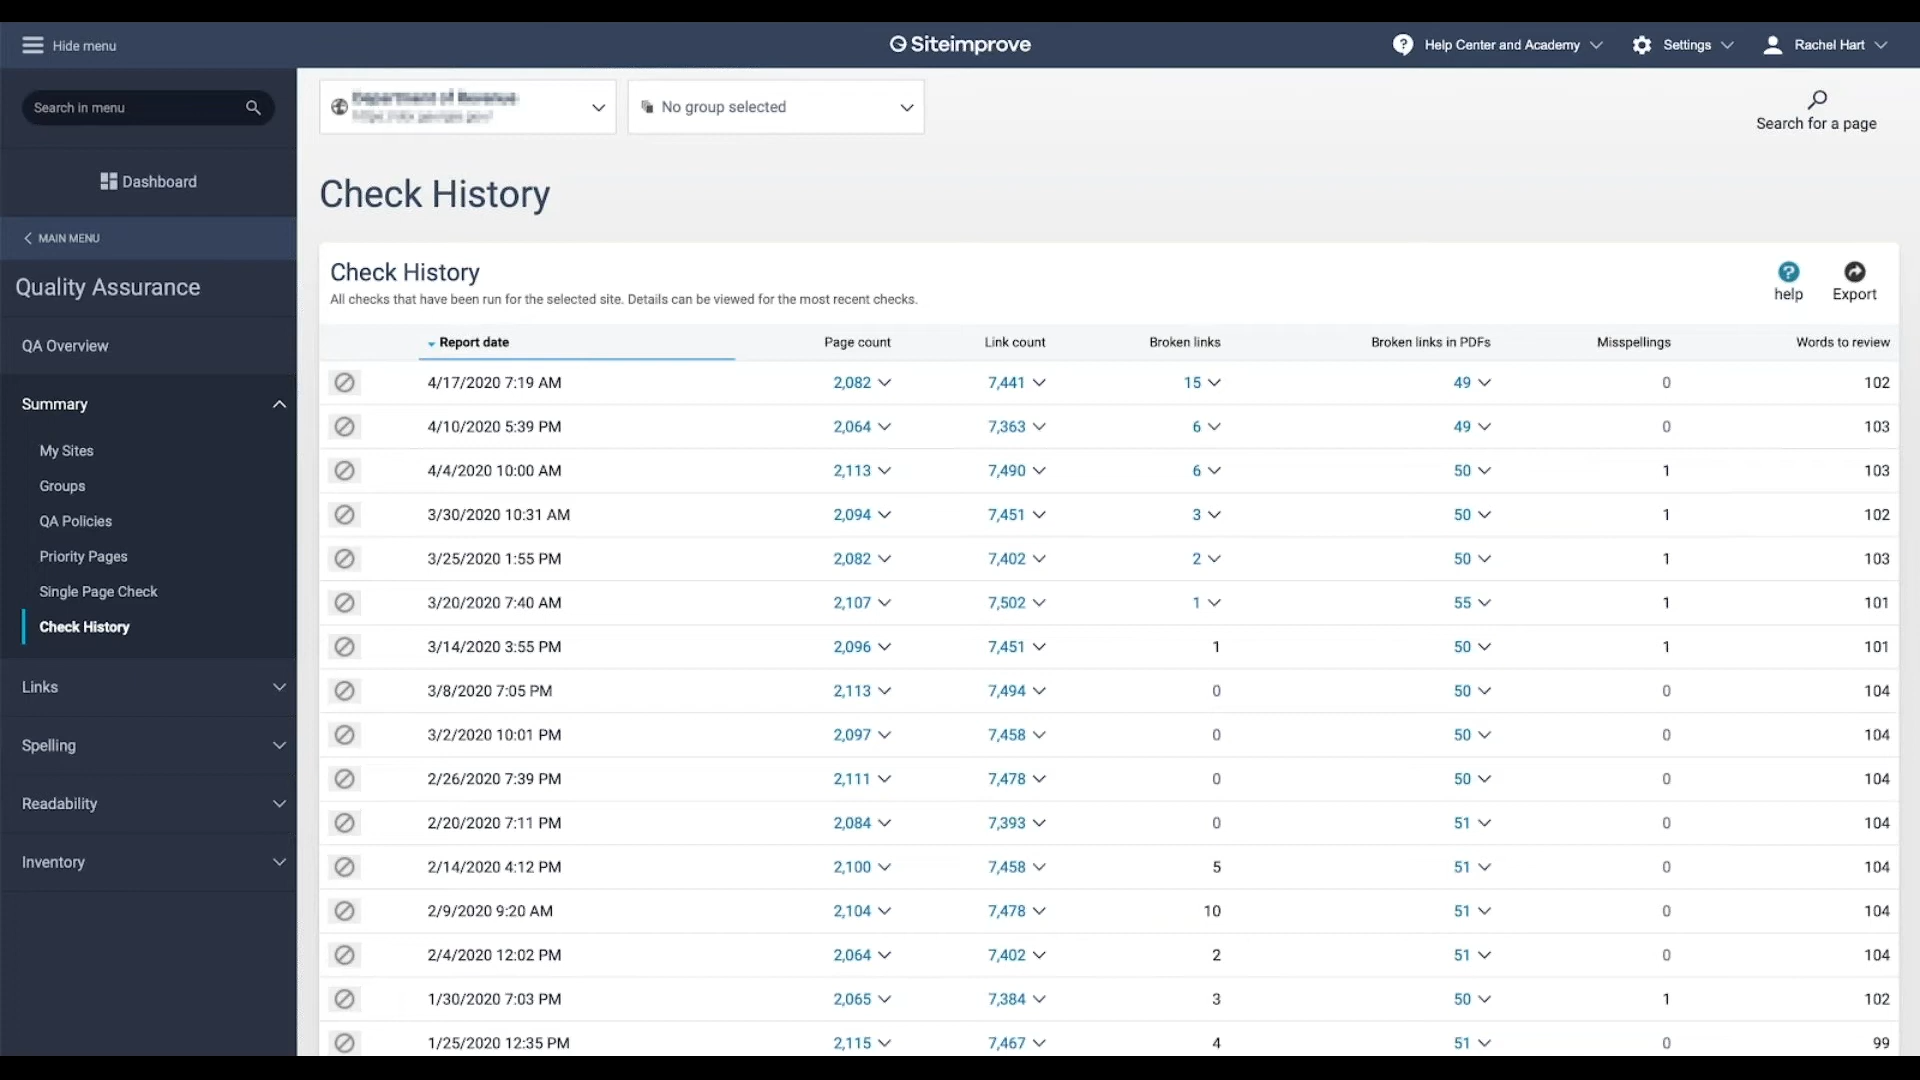 Hide menu
Siteimprove
Help Center and Academy
Settings
Rachel Hart
Search in menu
No group selected
Search for a page
Dashboard
Check History
MAIN MENU
Quality Assurance
QA Overview
Summary
My Sites
Groups
QA Policies
Priority Pages
Single Page Check
Check History
Links
Spelling
Readability
Inventory
Check History
All checks that have been run for the selected site. Details can be viewed for the most recent checks.
help
Export
Report date Page count Link count Broken links Broken links in PDFs Misspellings Words to review
4/17/2020 7:19 AM 2,082 7,441 15 49 0 102
4/10/2020 5:39 PM 2,064 7,363 6 49 0 103
4/4/2020 10:00 AM 2,113 7,490 6 50 1 103
3/30/2020 10:31 AM 2,094 7,451 3 50 1 102
3/25/2020 1:55 PM 2,082 7,402 2 50 1 103
3/20/2020 7:40 AM 2,107 7,502 1 55 1 101
3/14/2020 3:55 PM 2,096 7,451 1 50 1 101
3/8/2020 7:05 PM 2,113 7,494 0 50 0 104
3/2/2020 10:01 PM 2,097 7,458 0 50 0 104
2/26/2020 7:39 PM 2,111 7,478 0 50 0 104
2/20/2020 7:11 PM 2,084 7,393 0 51 0 104
2/14/2020 4:12 PM 2,100 7,458 5 51 0 104
2/9/2020 9:20 AM 2,104 7,478 10 51 0 104
2/4/2020 12:02 PM 2,064 7,402 2 51 0 104
1/30/2020 7:03 PM 2,065 7,384 3 50 1 102
1/25/2020 12:35 PM 2,115 7,467 4 51 0 99